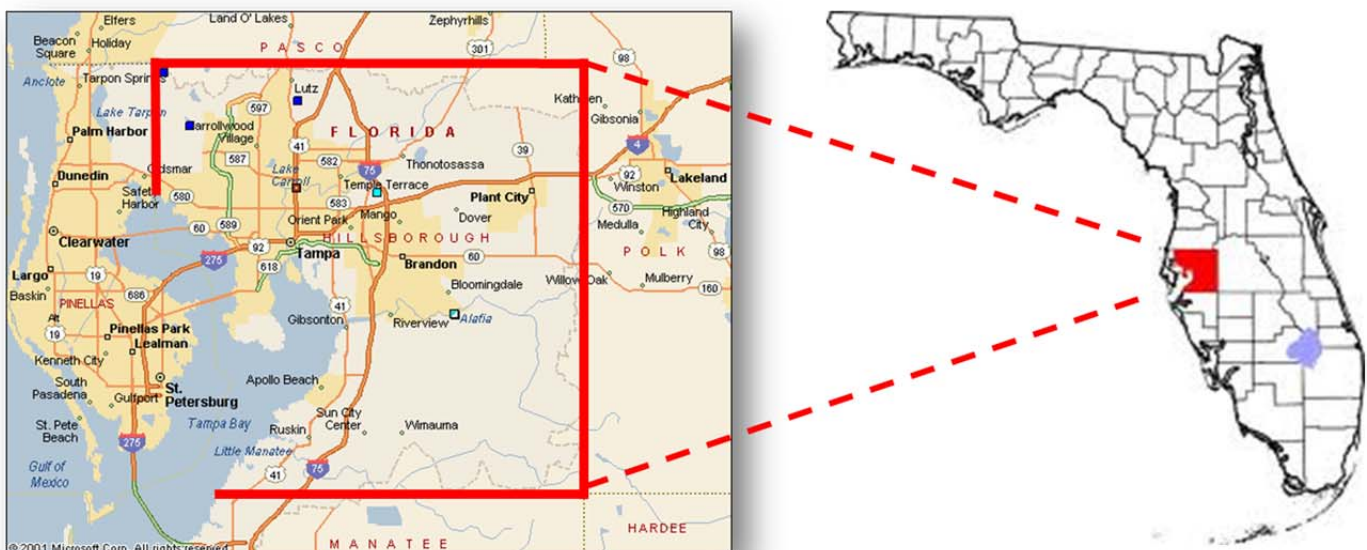 Elfers
Land O' Lakes
Zephyrhills
Beacon
Square
Holiday
PASCO
301
98
Anclote
Tarpon Springs
Lutz
Kathleen
Lake Tarpon
597
Gibsonia
Palm Harbor
Carrollwood
Village
FLORIDA
41
4
587
582
39
Thonotosassa
75
Lake
Carroll
92
Lakeland
Dunedin
Oldsmar
Temple Terrace
Plant City
Winston
Safety
Harbor
580
583
570
Highland
City
Orient Park
Mango
Dover
Medulla
60
589
HILLSBOROUGH
Clearwater
92
Tampa
POLK
98
275
618
Brandon
60
Largo
19
Willow Oak
Mulberry
Baskin
686
Bloomingdale
160
PINELLAS
41
Alt
19
Gibsonton
Riverview
Alafia
Pinellas Park
Lealman
Kenneth City
South
Pasadena
Apollo Beach
St.
Petersburg
Gulfport
Sun City
Center
St. Pete
Beach
Tampa Bay
Ruskin
Wimauma
275
Little Manatee
Gulf of
Mexico
41
75
HARDEE
MANATEE
© 2001 Microsoft Corp. All rights reserved.